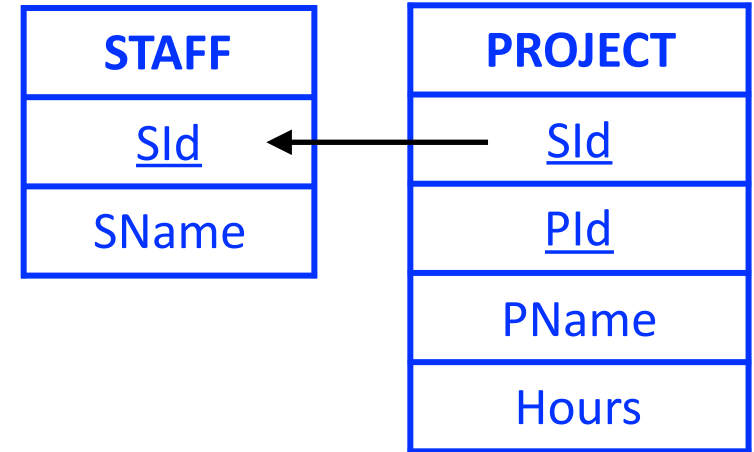 STAFF
SId
SName
PROJECT
SId
PId
PName
Hours